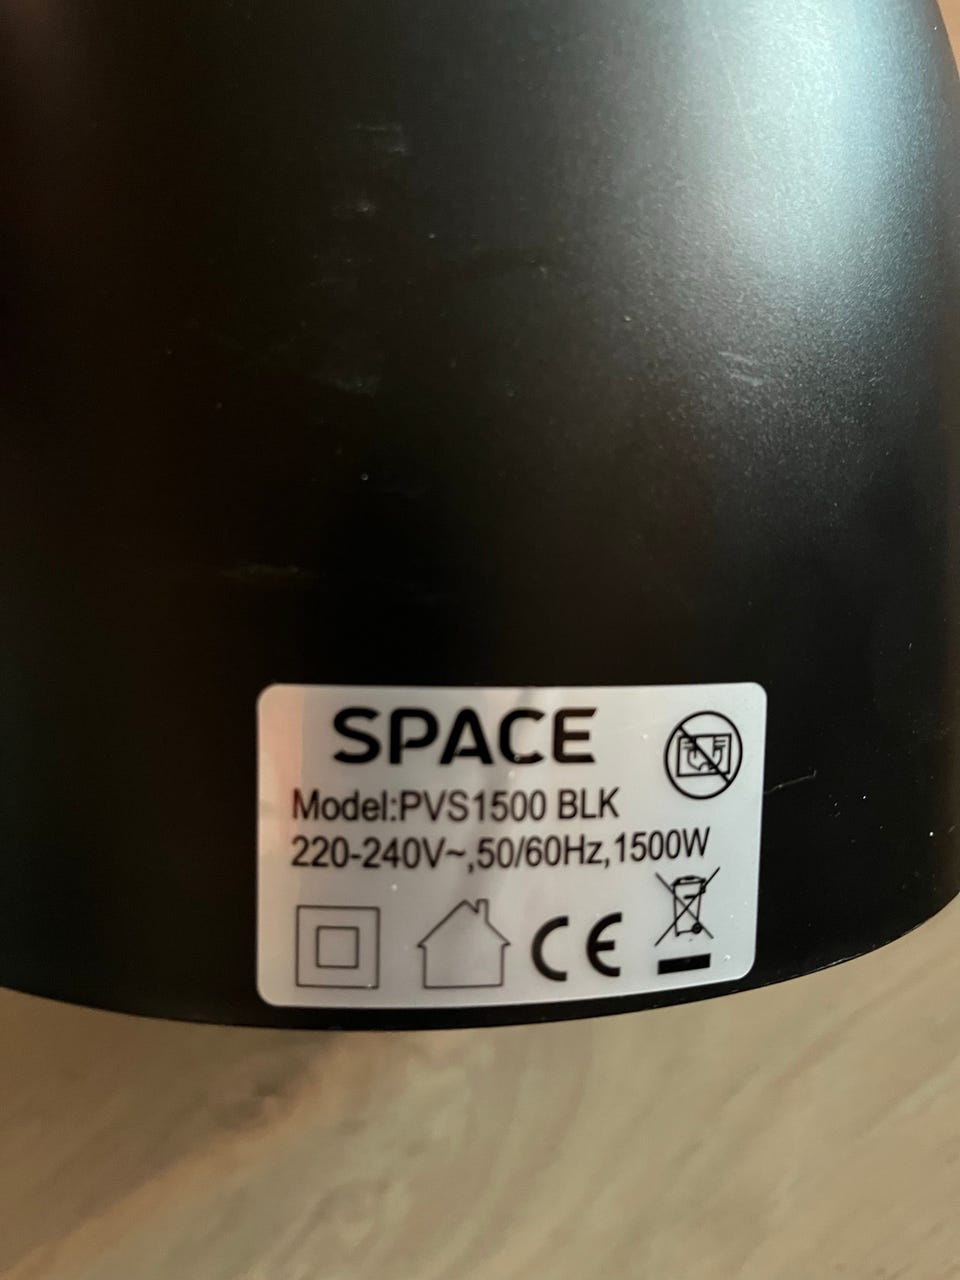 SPACE
Model:PVS1500 BLK
220-240V~,50/60Hz,1500W
CE